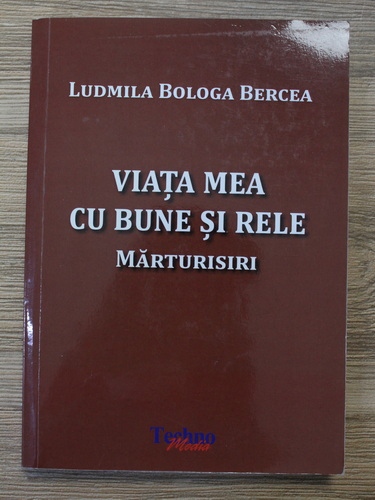 LUDMILA BOLOGA BERCEA
VIAȚA MEA
CU BUNE ȘI RELE
MĂRTURISIRI
Techno
Media